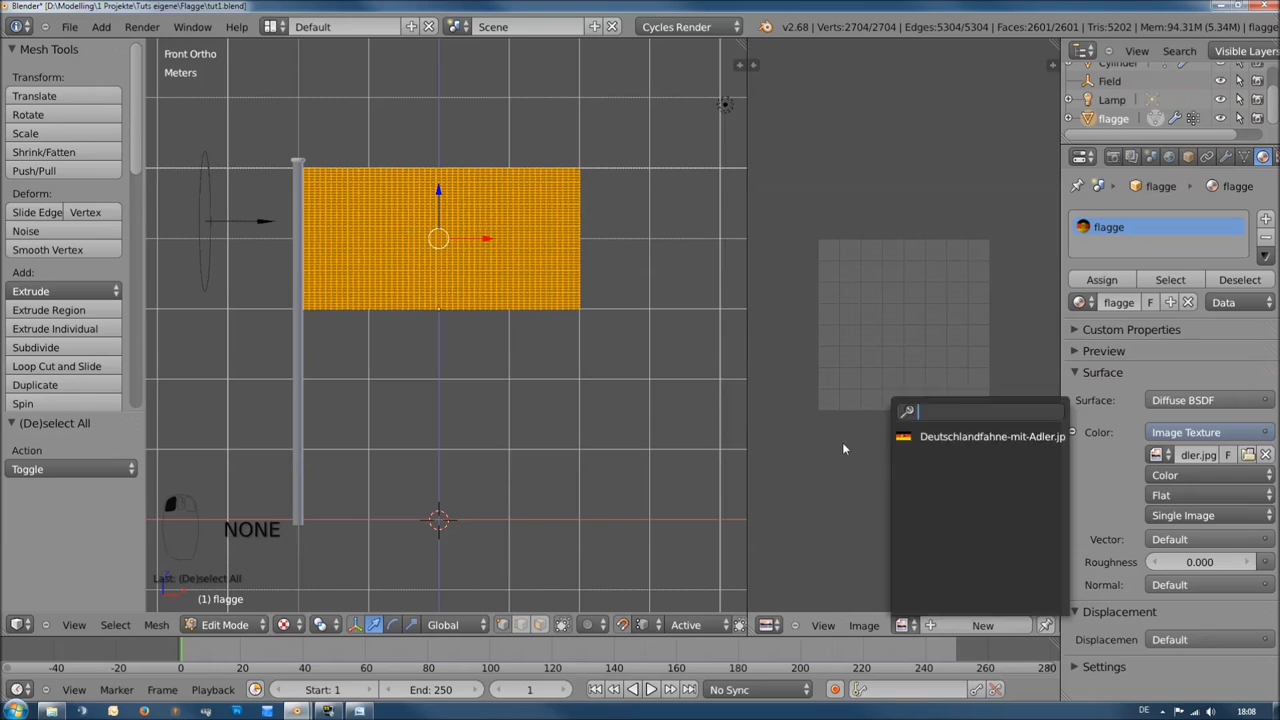 Blender* [D:\Modelling\1 Projekte\Tuts eigene\Flagge\tut1.blend]
File Add Render Window Help Default Scene Cycles Render v2.68 | Verts:2704/2704 | Edges:5304/5304 | Faces:2601/2601 | Tris:5202 | Mem:94.31M (5.34M) | flagge
Mesh Tools
Transform:
Translate
Rotate
Scale
Shrink/Fatten
Push/Pull
Deform:
Slide Edge Vertex
Noise
Smooth Vertex
Add:
Extrude
Extrude Region
Extrude Individual
Subdivide
Loop Cut and Slide
Duplicate
Spin
(De)select All
Action
Toggle
Front Ortho
Meters
NONE
Last: (De)select All
(1) flagge
View Select Mesh Edit Mode Global Active
Deutschlandfahne-mit-Adler.jp
View Image New
View Search Visible Layers
Cylinder
Field
Lamp
flagge
flagge flagge
flagge
Assign Select Deselect
flagge F Data
Custom Properties
Preview
Surface
Surface: Diffuse BSDF
Color: Image Texture
dler.jpg F
Color
Flat
Single Image
Vector: Default
Roughness 0.000
Normal: Default
Displacement
Displacemen Default
Settings
-40 -20 0 20 40 60 80 100 120 140 160 180 200 220 240 260 280
View Marker Frame Playback Start: 1 End: 250 1 No Sync
DE 18:08